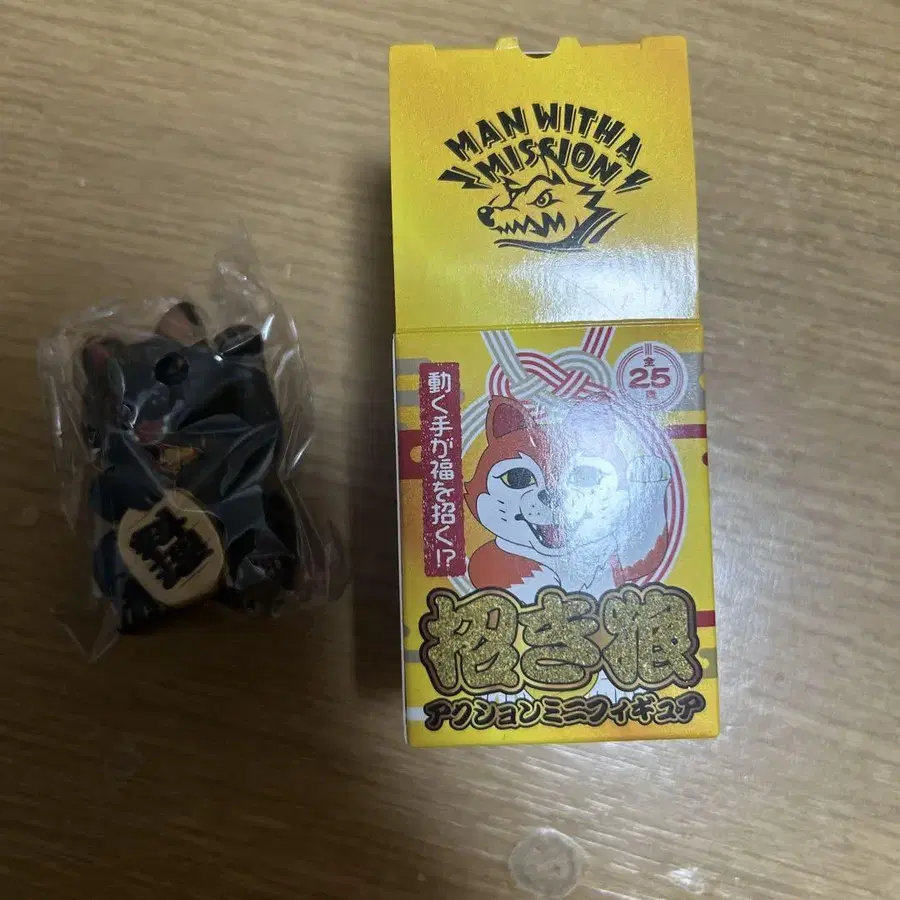 MAN WITH A
MISSION
全
25
種
動く手が福を招く!?
招き狼
アクションミニフィギュア